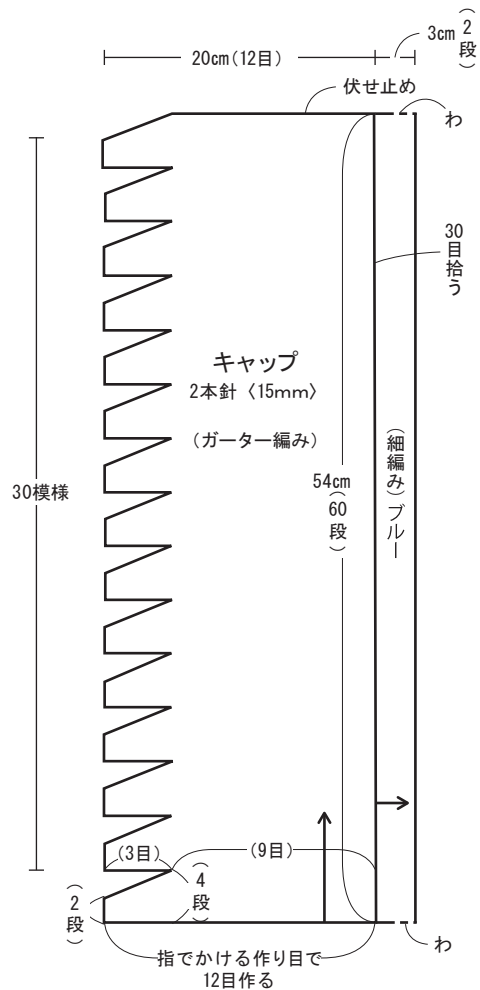 20cm(12目)
3cm(2段)
伏せ止め
わ
30目拾う
キャップ
2本針〈15mm〉
(ガーター編み)
30模様
54cm(60段)
(細編み)ブルー
(3目)
(9目)
(4段)
(2段)
わ
指でかける作り目で
12目作る